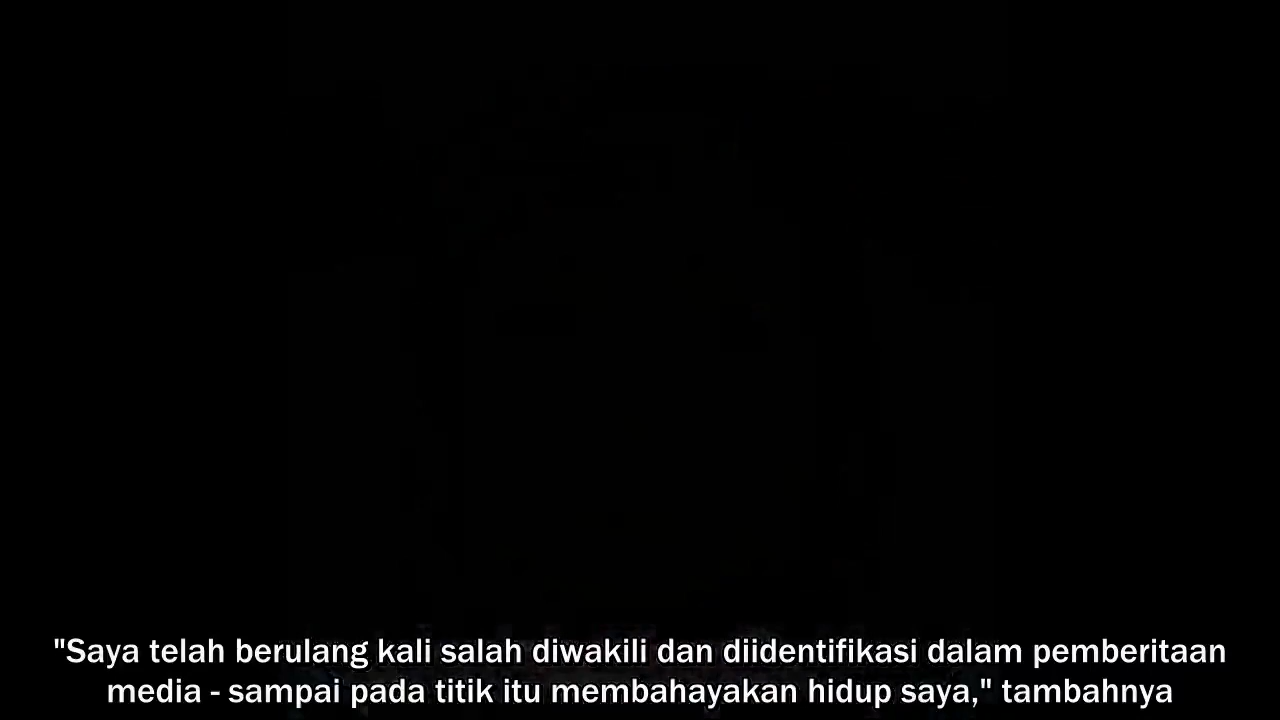 "Saya telah berulang kali salah diwakili dan diidentifikasi dalam pemberitaan
media - sampai pada titik itu membahayakan hidup saya," tambahnya